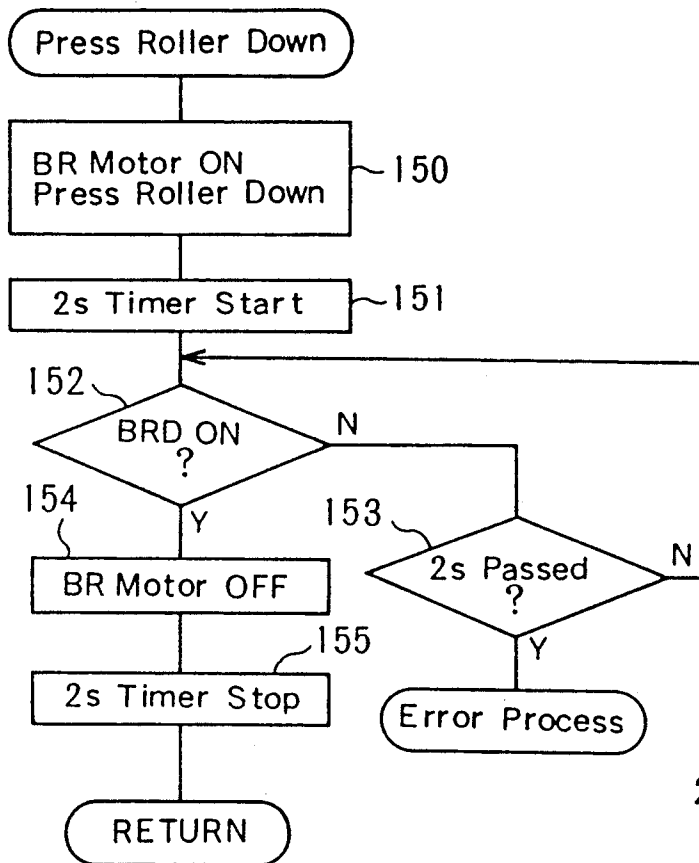 Press Roller Down
BR Motor ON
Press Roller Down
150
2s Timer Start
151
152
BRD ON
?
N
Y
153
2s Passed
?
N
Y
154
BR Motor OFF
155
2s Timer Stop
Error Process
RETURN